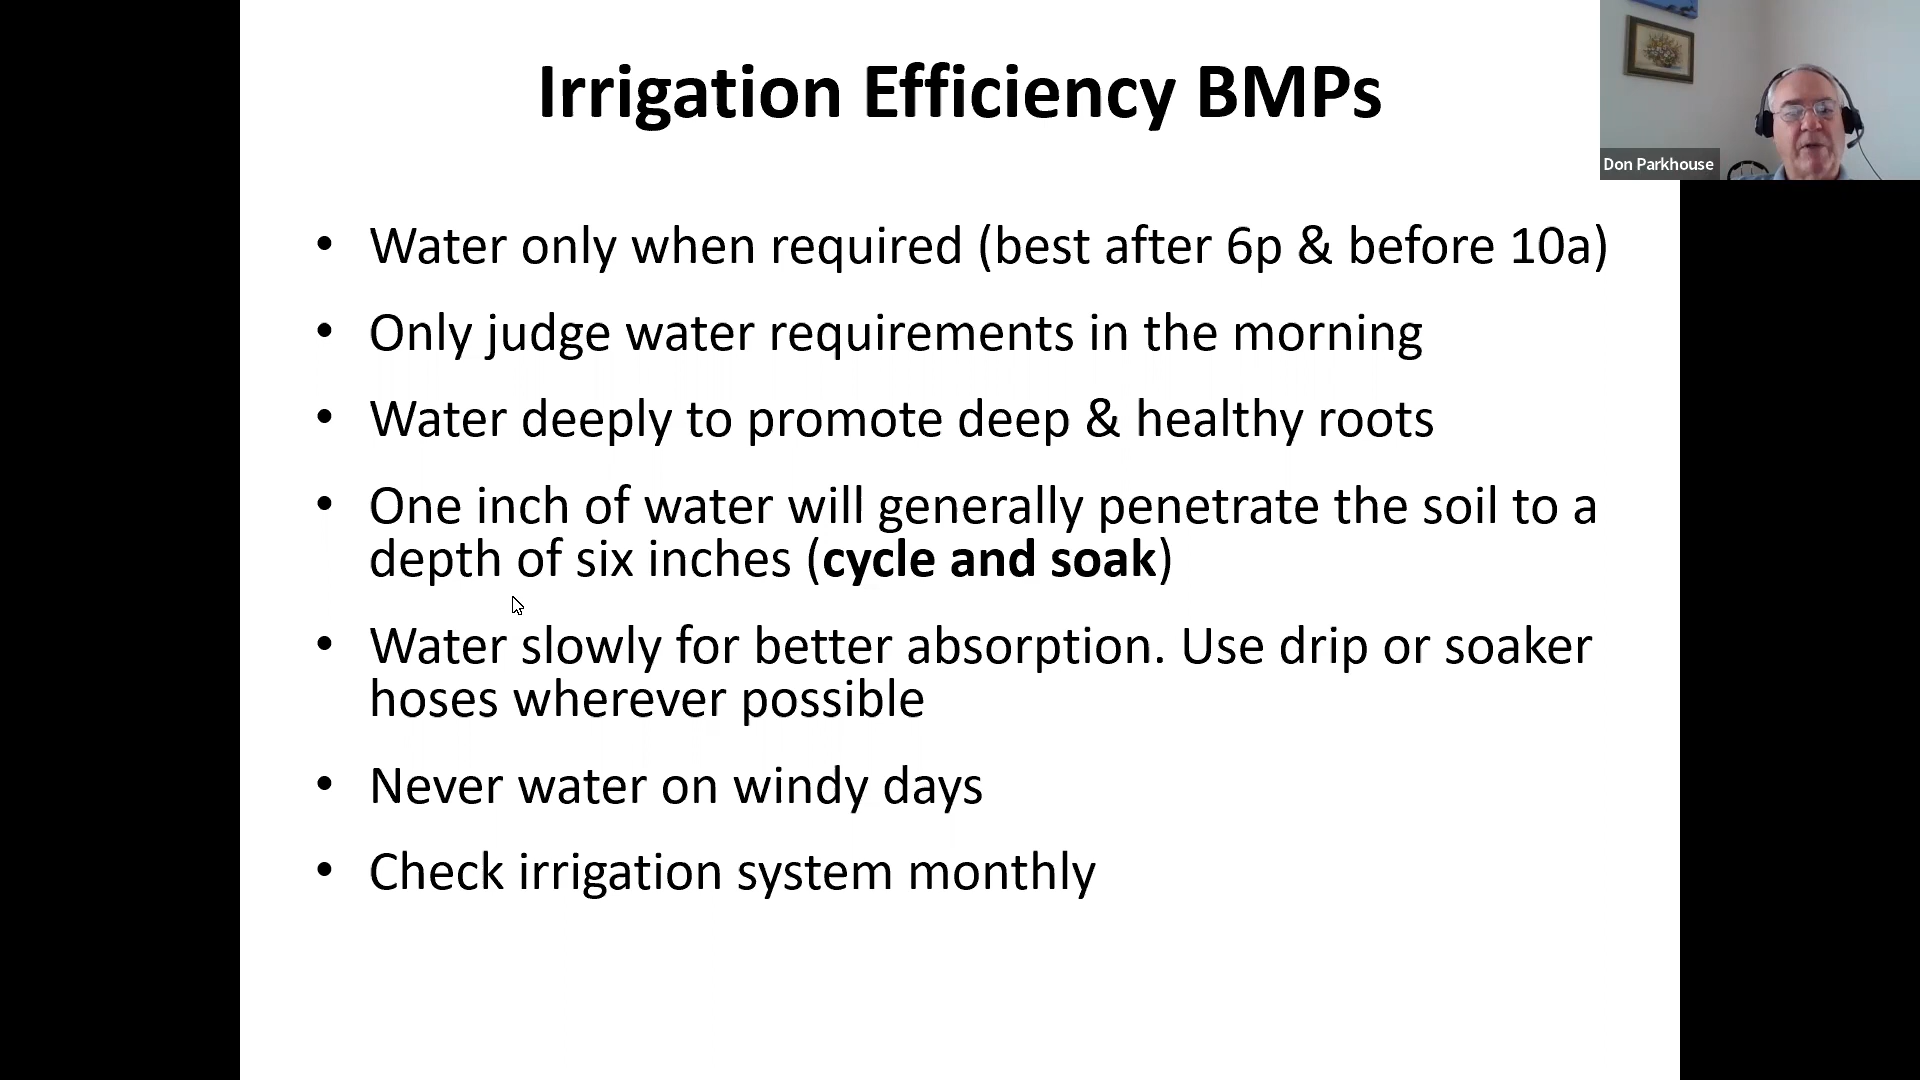 Irrigation Efficiency BMPs
Don Parkhouse
• Water only when required (best after 6p & before 10a)
• Only judge water requirements in the morning
• Water deeply to promote deep & healthy roots
• One inch of water will generally penetrate the soil to a
depth of six inches (cycle and soak)
• Water slowly for better absorption. Use drip or soaker
hoses wherever possible
• Never water on windy days
• Check irrigation system monthly